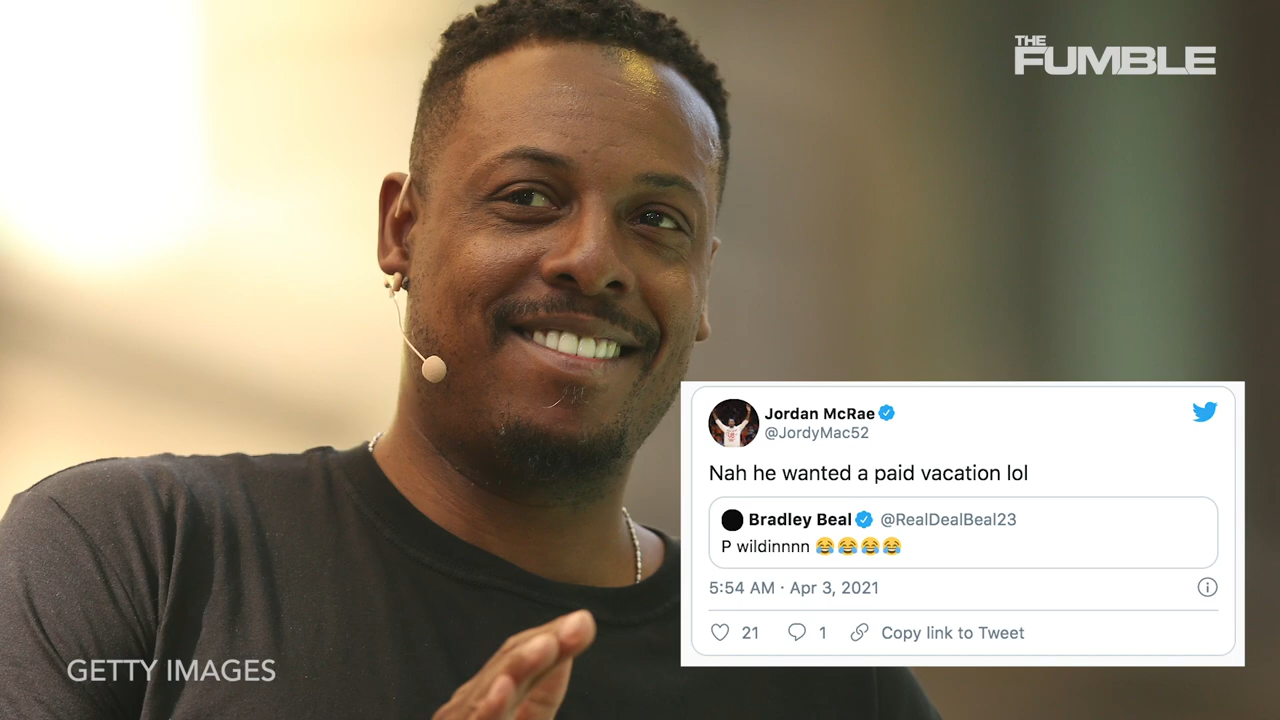 THE
FUMBLE
Jordan McRae
@JordyMac52
Nah he wanted a paid vacation lol
Bradley Beal @RealDealBeal23
P wildinnnn 😂😂😂😂
5:54 AM · Apr 3, 2021
21 1 Copy link to Tweet
GETTY IMAGES